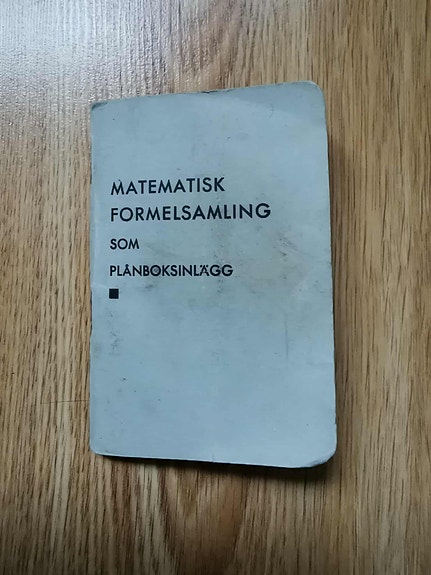 MATEMATISK
FORMELSAMLING
SOM
PLÅNBOKSINLÄGG